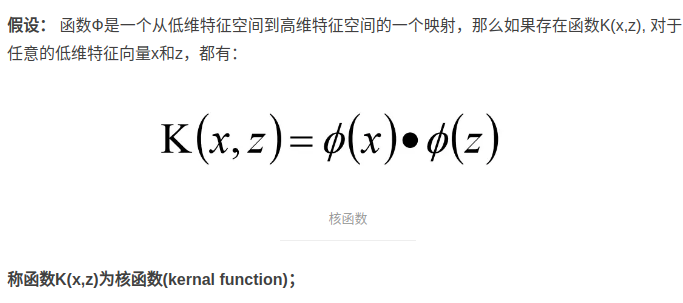 假设： 函数Φ是一个从低维特征空间到高维特征空间的一个映射，那么如果存在函数K(x,z), 对于
任意的低维特征向量x和z，都有：
K(x,z)=ϕ(x)•ϕ(z)
核函数
称函数K(x,z)为核函数(kernal function)；